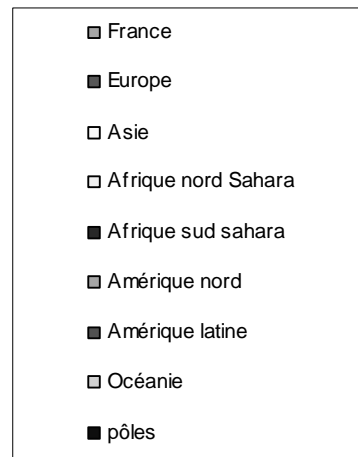 France
Europe
Asie
Afrique nord Sahara
Afrique sud sahara
Amérique nord
Amérique latine
Océanie
pôles